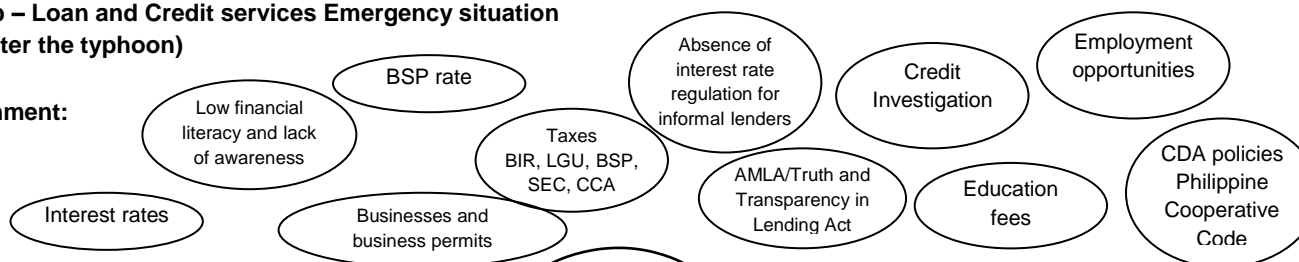 – Loan and Credit services Emergency situation
the typhoon)
BSP rate
Absence of
interest rate
regulation for
informal lenders
Credit
Investigation
Employment
opportunities
Low financial
literacy and lack
of awareness
Taxes
BIR, LGU, BSP,
SEC, CCA
AMLA/Truth and
Transparency in
Lending Act
Education
fees
CDA policies
Philippine
Cooperative
Code
Interest rates
Businesses and
business permits